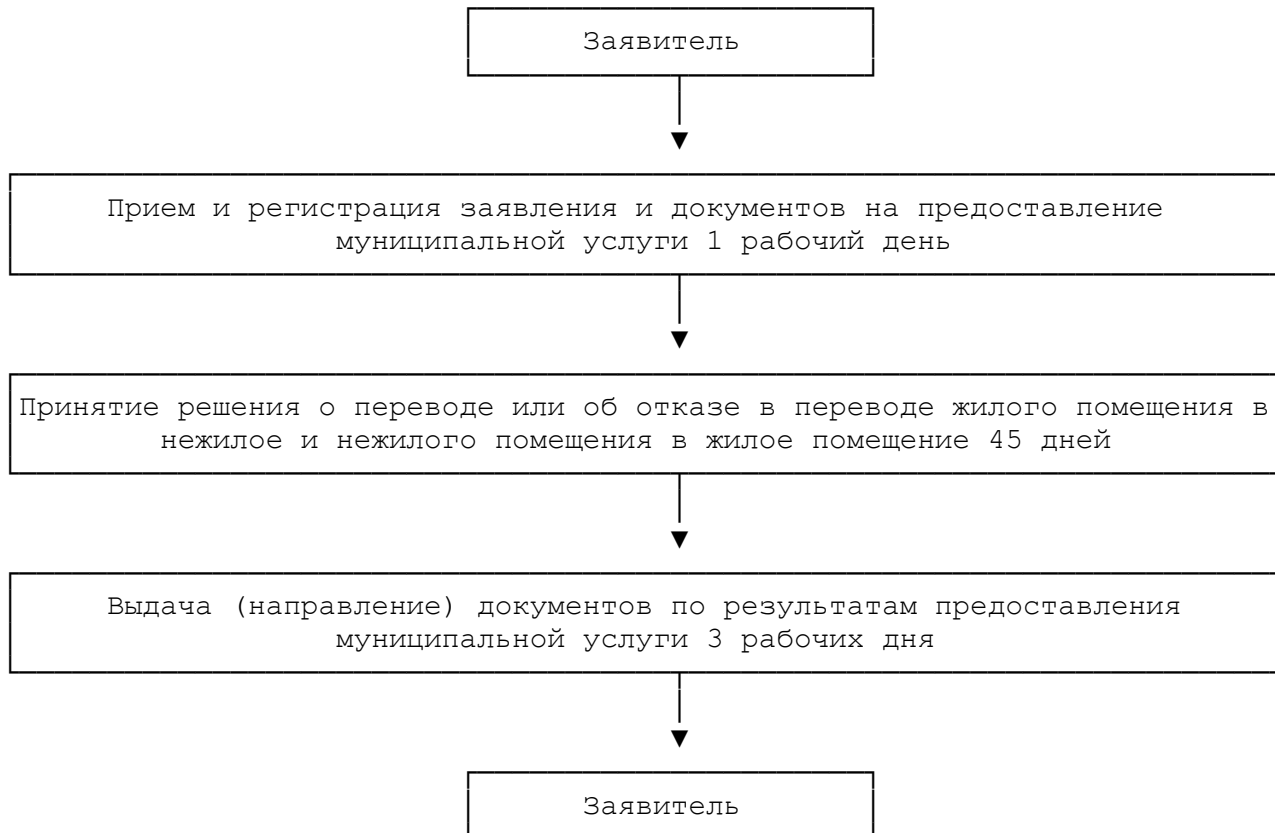 Заявитель
Прием и регистрация заявления и документов на предоставление
муниципальной услуги 1 рабочий день
Принятие решения о переводе или об отказе в переводе жилого помещения в
нежилое и нежилого помещения в жилое помещение 45 дней
Выдача (направление) документов по результатам предоставления
муниципальной услуги 3 рабочих дня
Заявитель